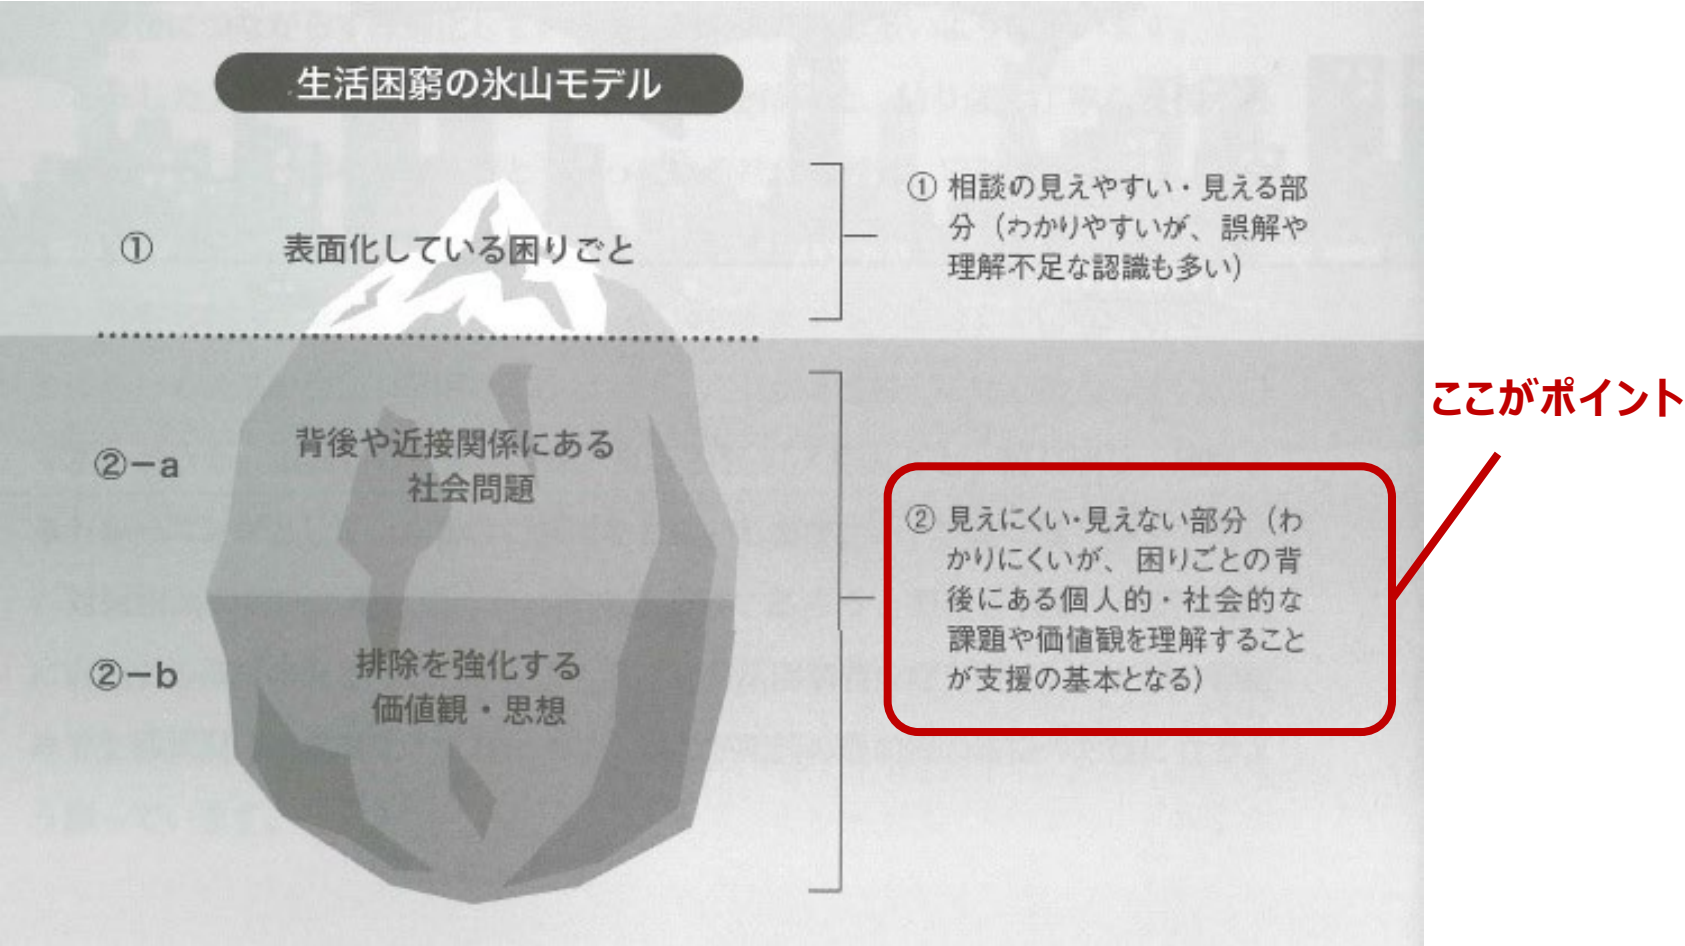 生活困窮の氷山モデル
①
表面化している困りごと
① 相談の見えやすい・見える部
分（わかりやすいが、誤解や
理解不足な認識も多い）
②－a
背後や近接関係にある
社会問題
②－b
排除を強化する
価値観・思想
ここがポイント
② 見えにくい・見えない部分（わ
かりにくいが、困りごとの背
後にある個人的・社会的な
課題や価値観を理解すること
が支援の基本となる）